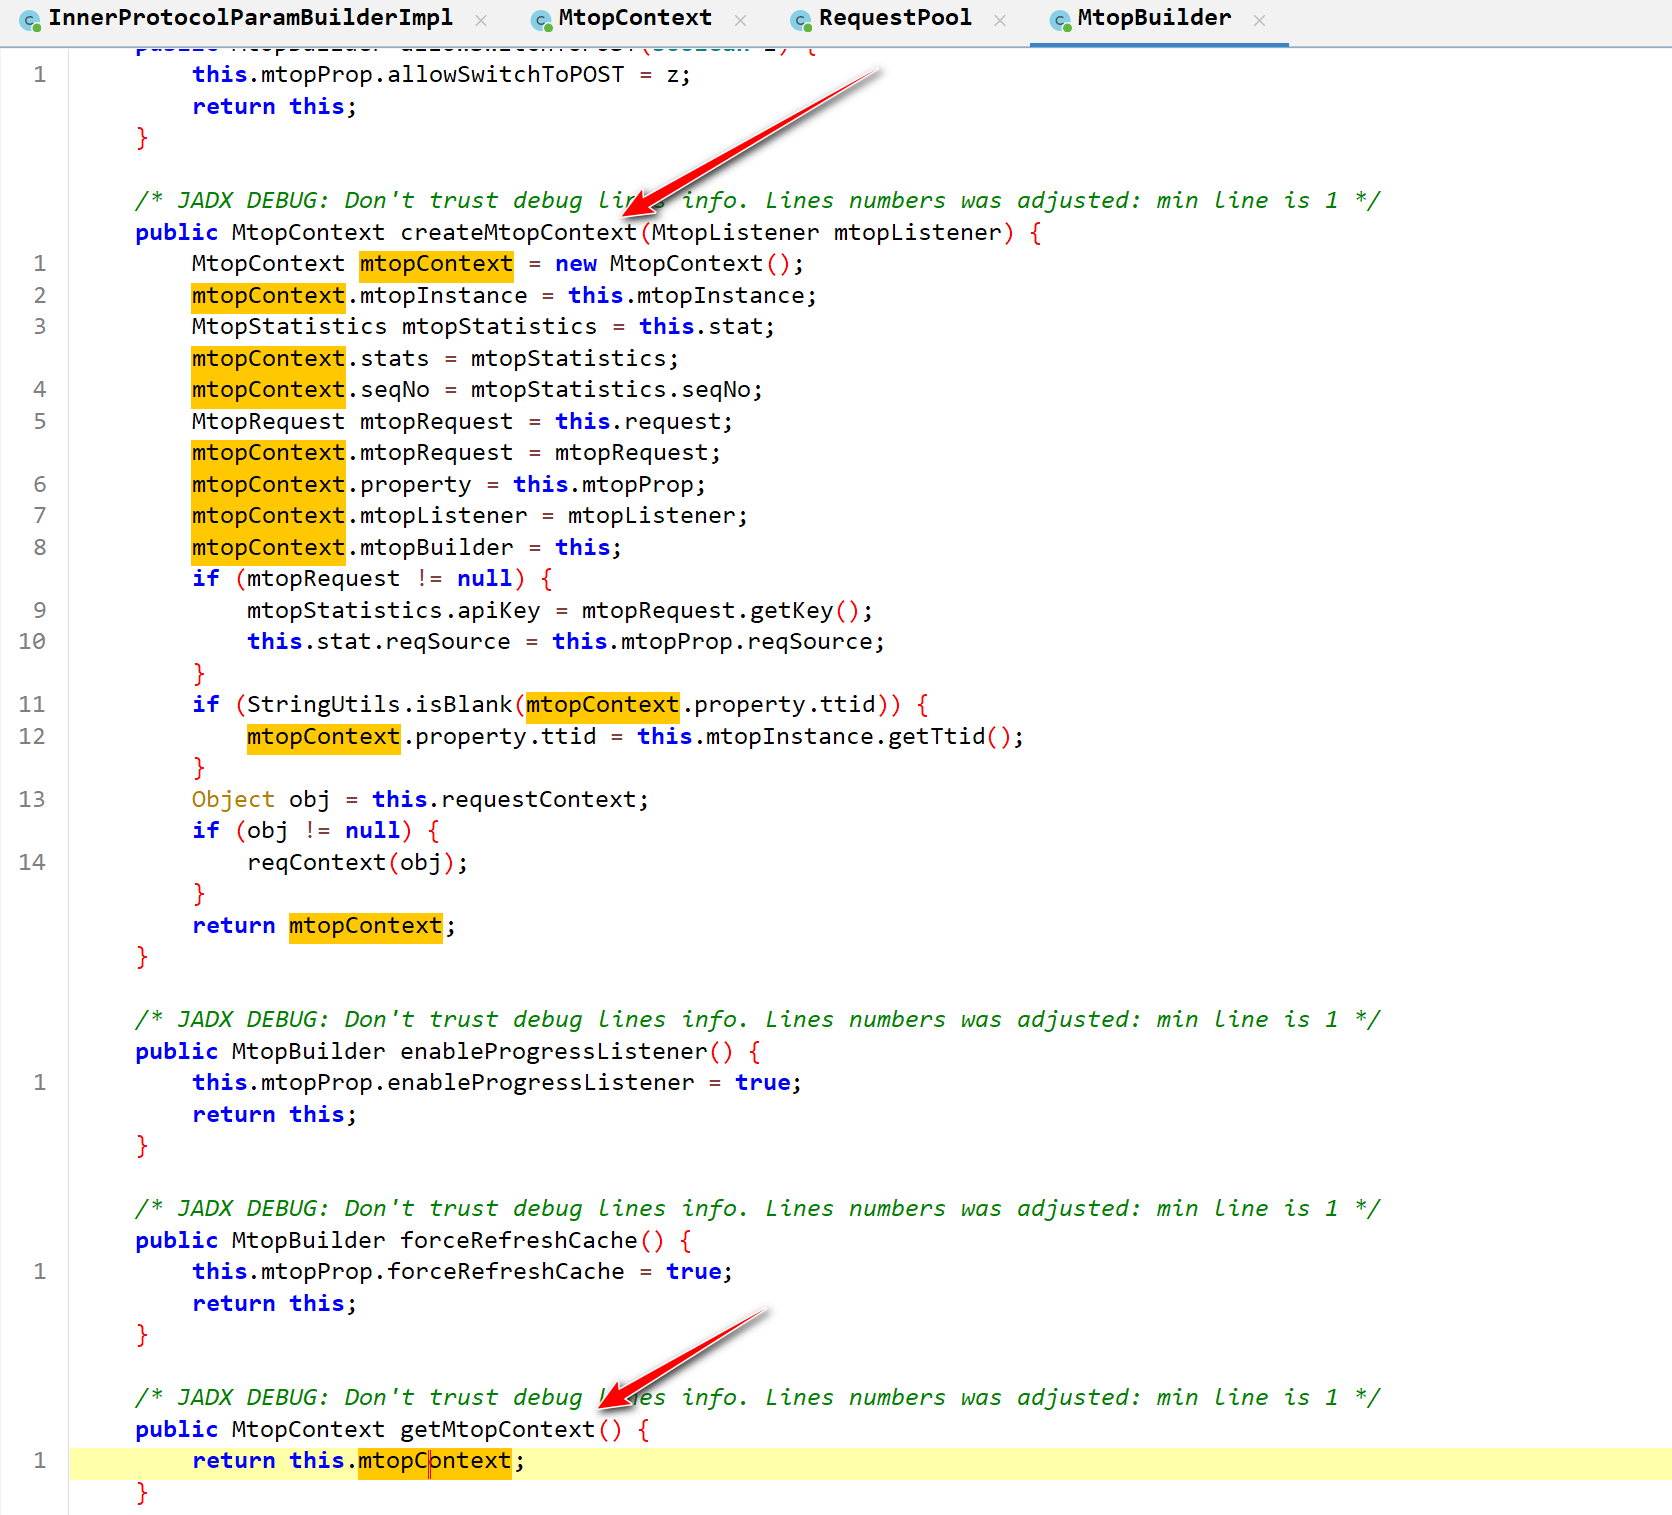 InnerProtocolParamBuilderImpl × MtopContext × RequestPool × MtopBuilder ×
public MtopBuilder allowSwitchToPOST(boolean z) {
1 this.mtopProp.allowSwitchToPOST = z;
return this;
}
/* JADX DEBUG: Don't trust debug lines info. Lines numbers was adjusted: min line is 1 */
public MtopContext createMtopContext(MtopListener mtopListener) {
1 MtopContext mtopContext = new MtopContext();
2 mtopContext.mtopInstance = this.mtopInstance;
3 MtopStatistics mtopStatistics = this.stat;
mtopContext.stats = mtopStatistics;
4 mtopContext.seqNo = mtopStatistics.seqNo;
5 MtopRequest mtopRequest = this.request;
mtopContext.mtopRequest = mtopRequest;
6 mtopContext.property = this.mtopProp;
7 mtopContext.mtopListener = mtopListener;
8 mtopContext.mtopBuilder = this;
if (mtopRequest != null) {
9 mtopStatistics.apiKey = mtopRequest.getKey();
10 this.stat.reqSource = this.mtopProp.reqSource;
}
11 if (StringUtils.isBlank(mtopContext.property.ttid)) {
12 mtopContext.property.ttid = this.mtopInstance.getTtid();
}
13 Object obj = this.requestContext;
if (obj != null) {
14 reqContext(obj);
}
return mtopContext;
}
/* JADX DEBUG: Don't trust debug lines info. Lines numbers was adjusted: min line is 1 */
public MtopBuilder enableProgressListener() {
1 this.mtopProp.enableProgressListener = true;
return this;
}
/* JADX DEBUG: Don't trust debug lines info. Lines numbers was adjusted: min line is 1 */
public MtopBuilder forceRefreshCache() {
1 this.mtopProp.forceRefreshCache = true;
return this;
}
/* JADX DEBUG: Don't trust debug lines info. Lines numbers was adjusted: min line is 1 */
public MtopContext getMtopContext() {
1 return this.mtopContext;
}